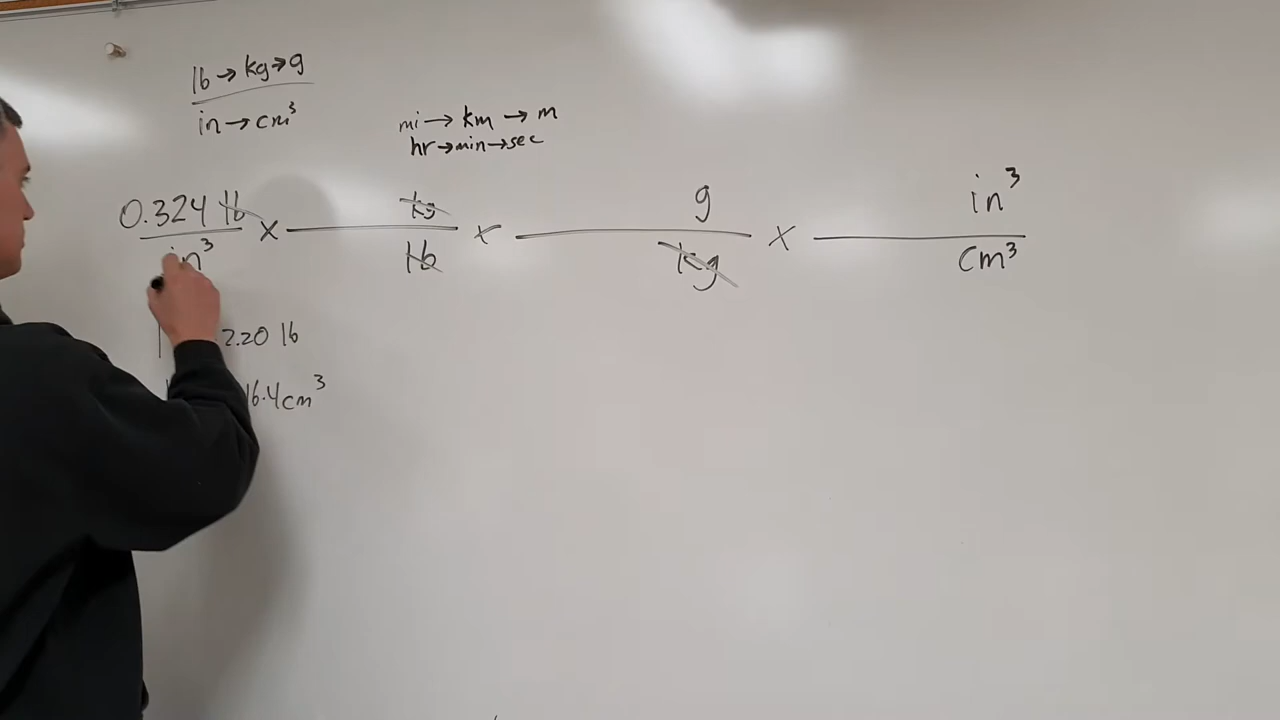 lb → kg → g
in → cm³
mi → km → m
hr → min → sec
0.324 lb × kg × g × in³
in³ lb kg cm³
2.20 lb
16.4 cm³